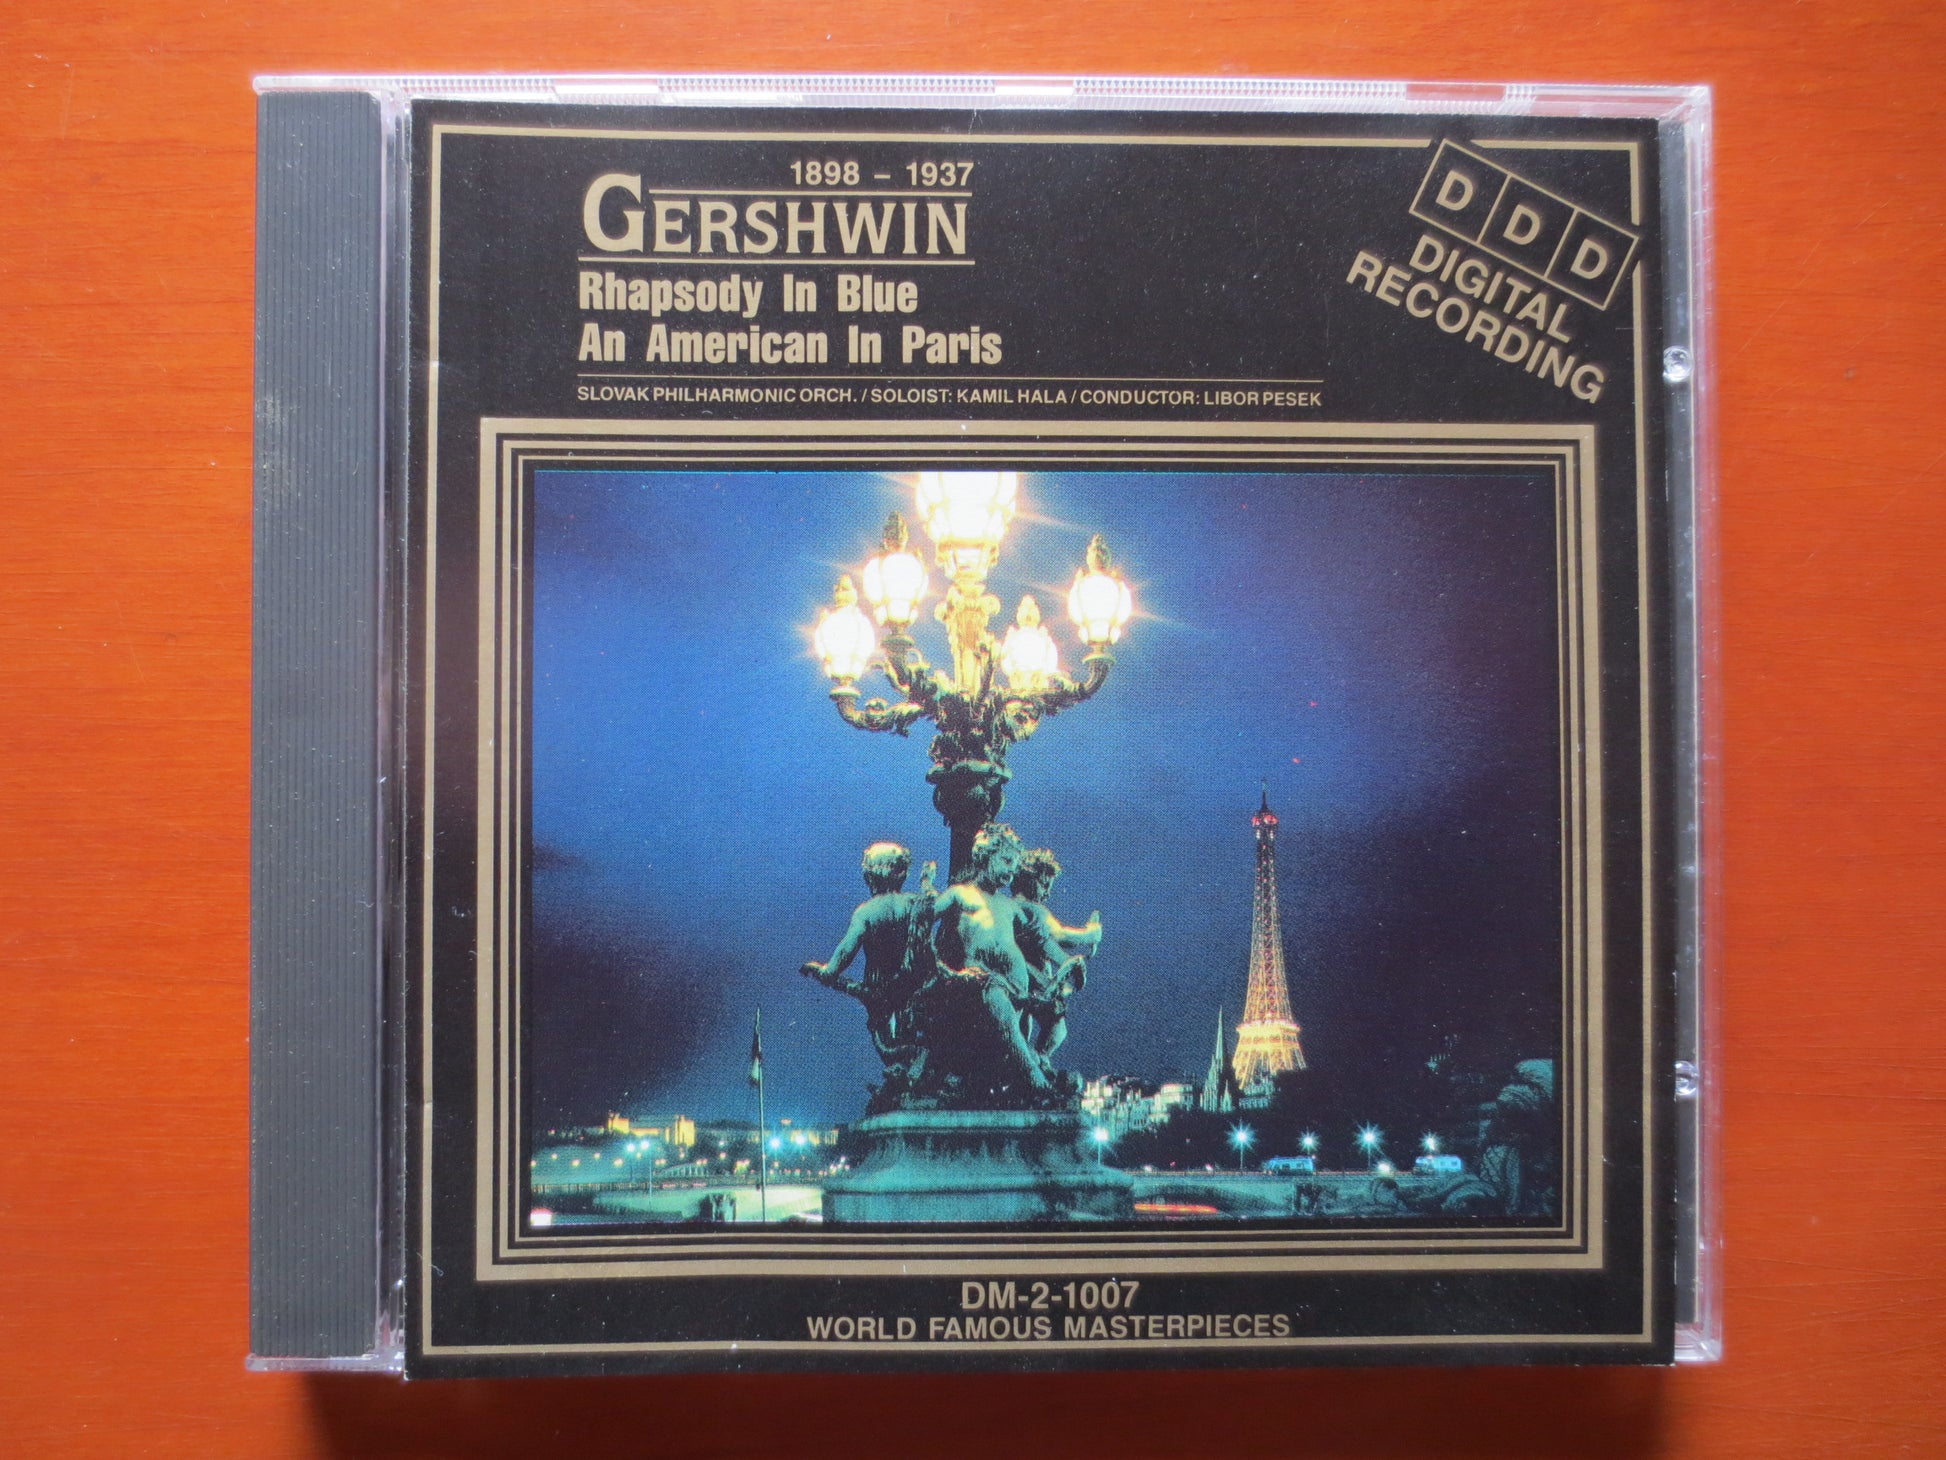 1898 – 1937
GERSHWIN
Rhapsody In Blue
An American In Paris
SLOVAK PHILHARMONIC ORCH. / SOLOIST: KAMIL HALA / CONDUCTOR: LIBOR PESEK
D D D
DIGITAL
RECORDING
DM-2-1007
WORLD FAMOUS MASTERPIECES